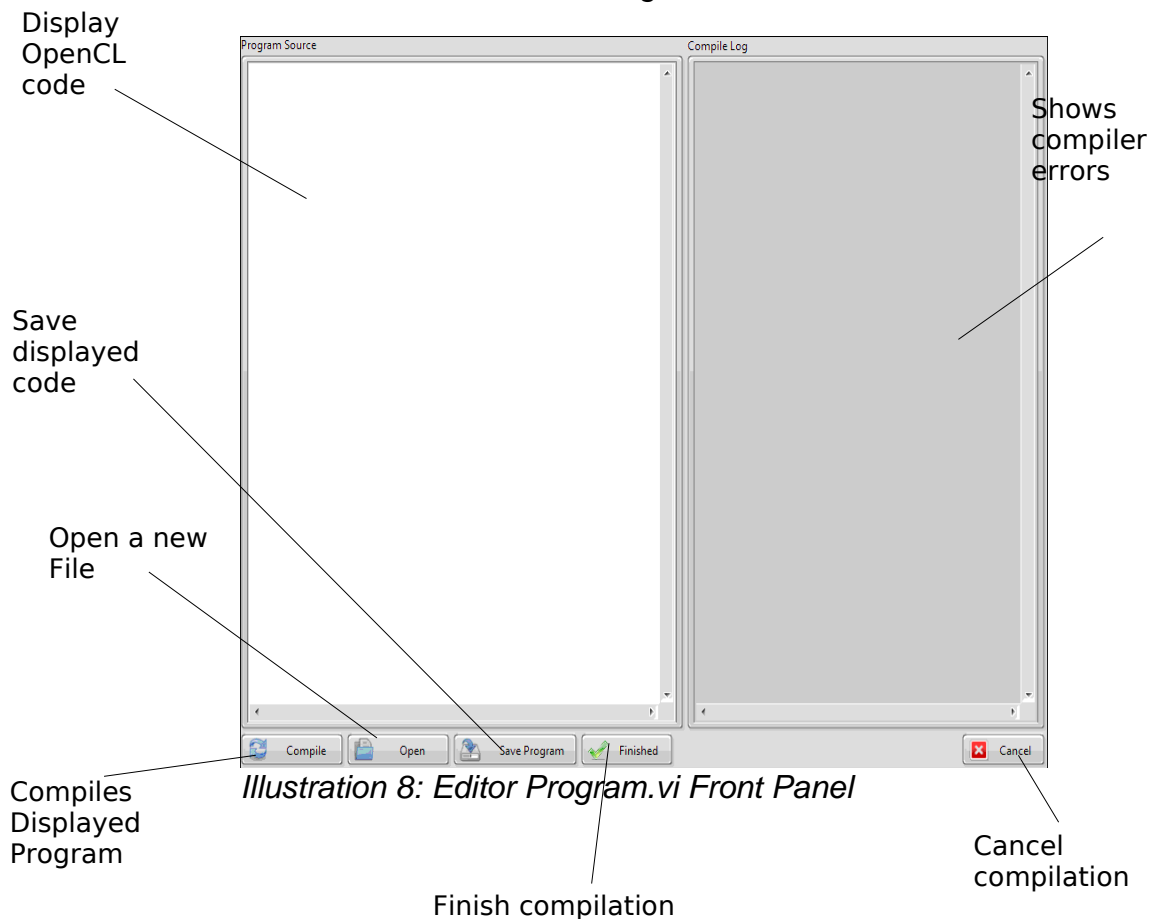 Display
OpenCL
code
Program Source
Compile Log
Shows
compiler
errors
Save
displayed
code
Open a new
File
Compile
Open
Save Program
Finished
Cancel
Illustration 8: Editor Program.vi Front Panel
Compiles
Displayed
Program
Cancel
compilation
Finish compilation